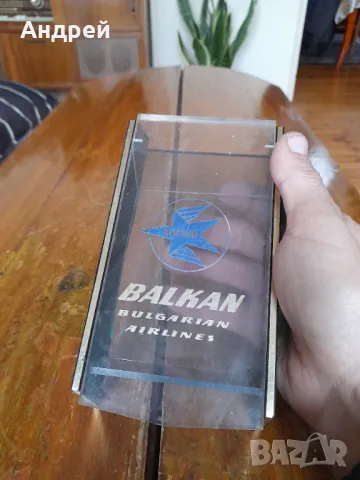 Андрей
BALKAN
BULGARIAN
AIRLINES
BAZAR